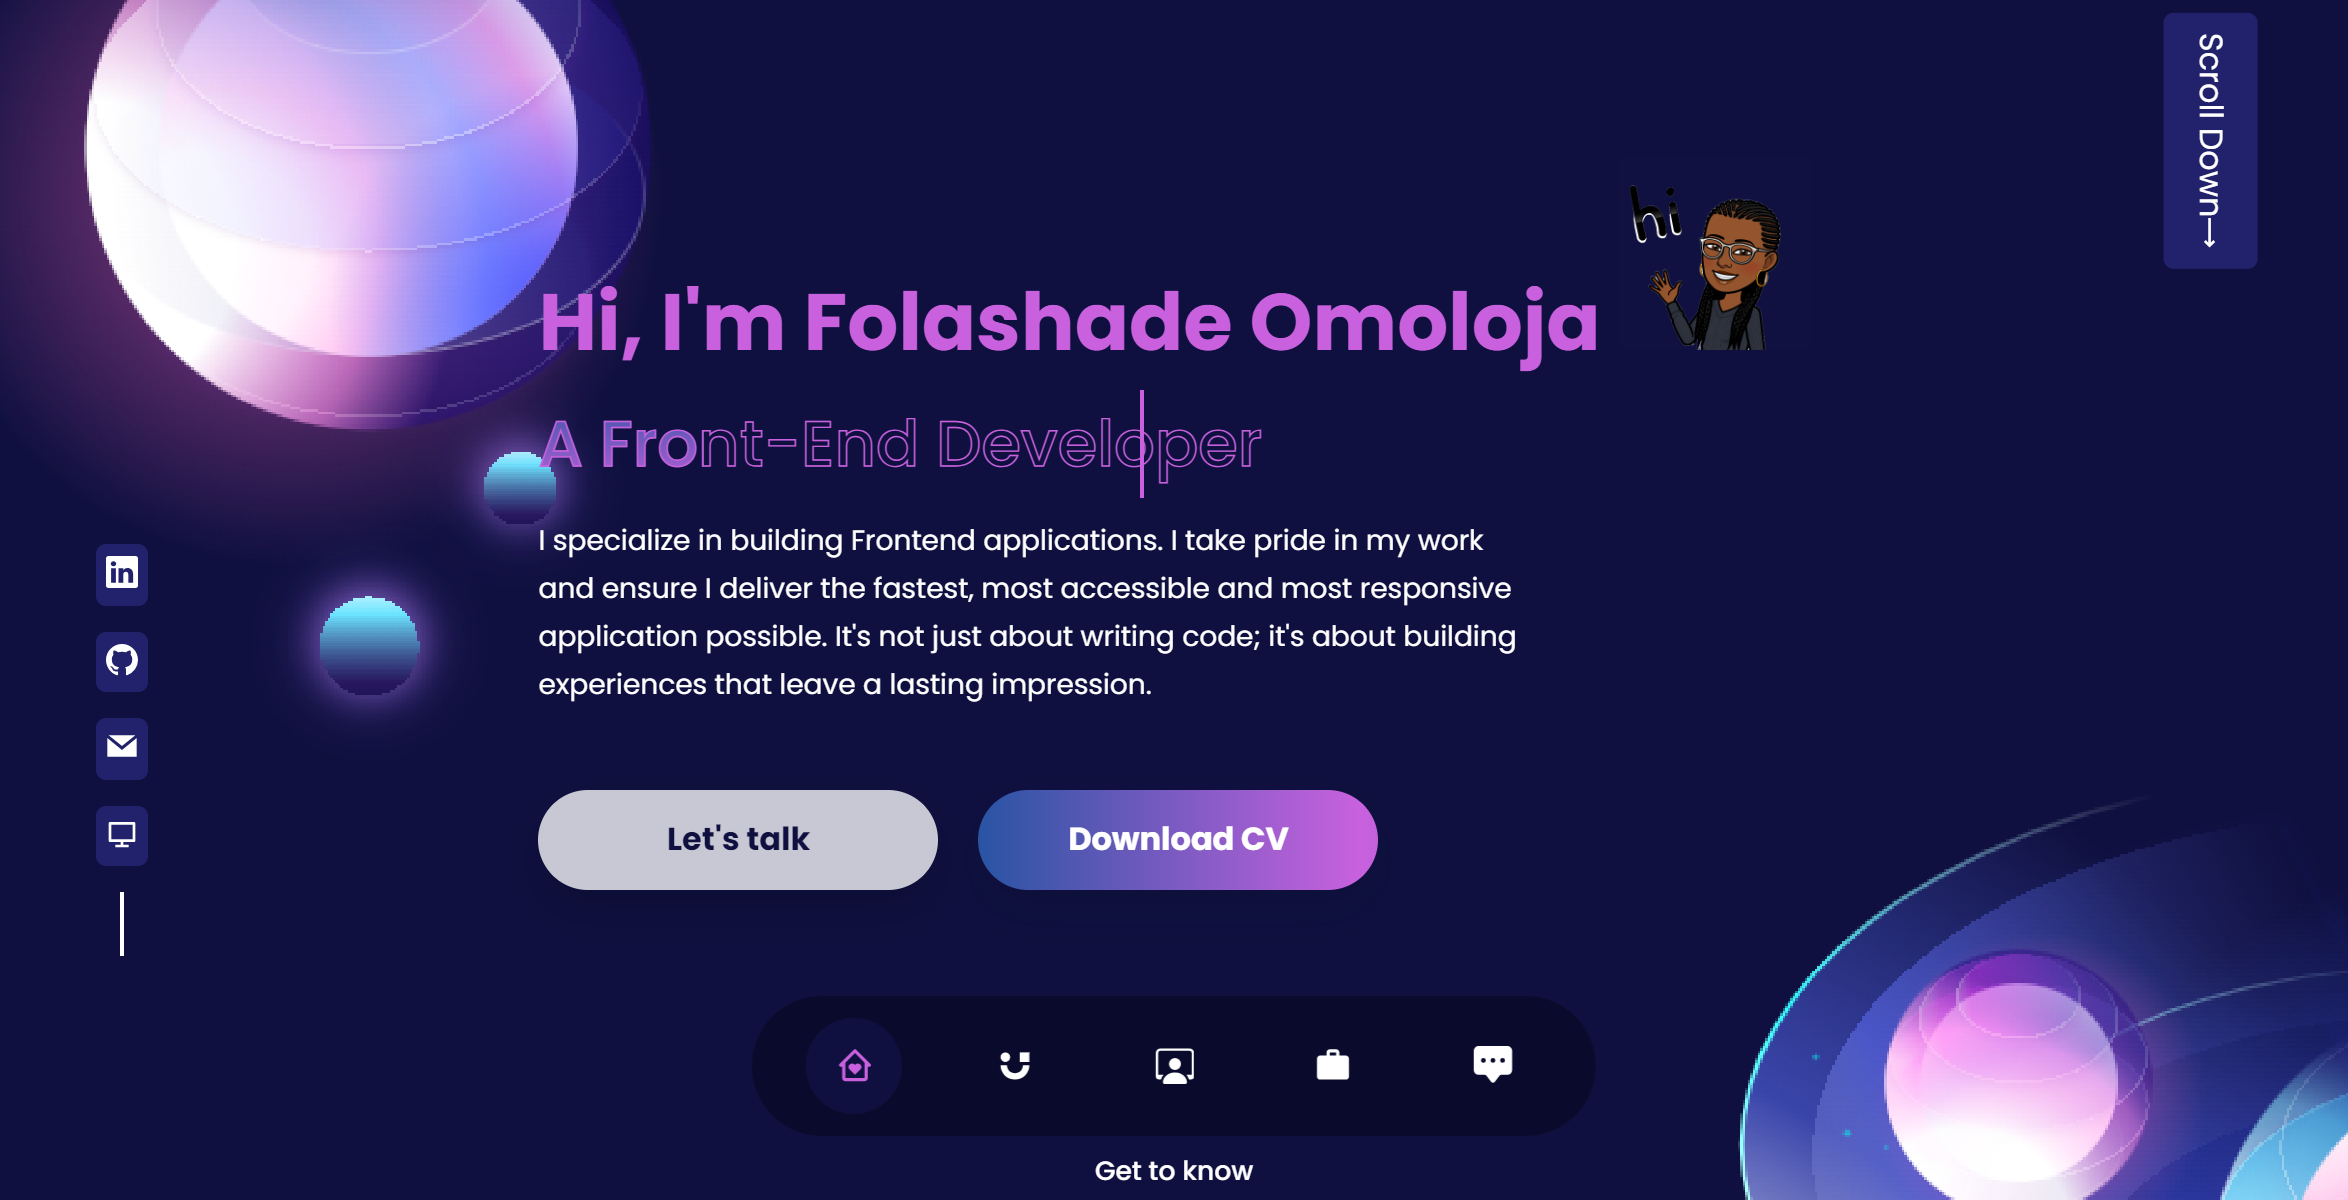 Scroll Down→
hi
Hi, I'm Folashade Omoloja
A Front-End Developer
I specialize in building Frontend applications. I take pride in my work
and ensure I deliver the fastest, most accessible and most responsive
application possible. It's not just about writing code; it's about building
experiences that leave a lasting impression.
Let's talk
Download CV
Get to know